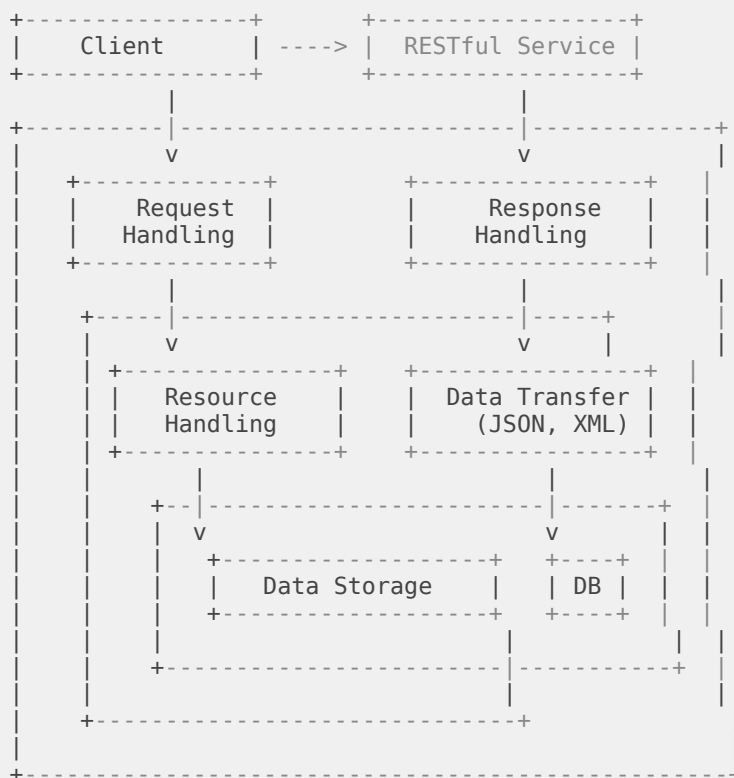 Client ----> RESTful Service
v v
Request Response
Handling Handling
v v
Resource Data Transfer
Handling (JSON, XML)
v v
Data Storage DB